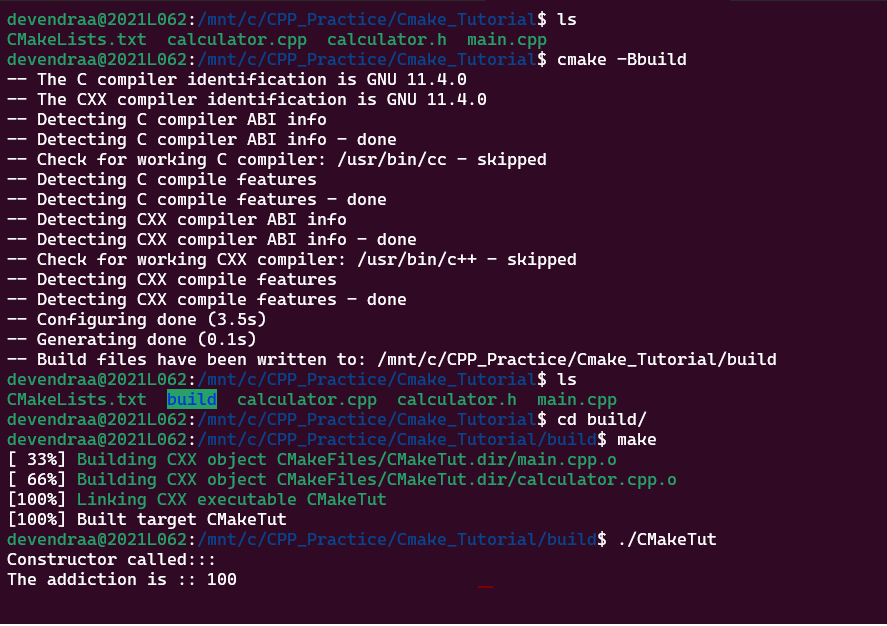 devendraa@2021L062:/mnt/c/CPP_Practice/Cmake_Tutorial$ ls
CMakeLists.txt  calculator.cpp  calculator.h  main.cpp
devendraa@2021L062:/mnt/c/CPP_Practice/Cmake_Tutorial$ cmake -Bbuild
-- The C compiler identification is GNU 11.4.0
-- The CXX compiler identification is GNU 11.4.0
-- Detecting C compiler ABI info
-- Detecting C compiler ABI info - done
-- Check for working C compiler: /usr/bin/cc - skipped
-- Detecting C compile features
-- Detecting C compile features - done
-- Detecting CXX compiler ABI info
-- Detecting CXX compiler ABI info - done
-- Check for working CXX compiler: /usr/bin/c++ - skipped
-- Detecting CXX compile features
-- Detecting CXX compile features - done
-- Configuring done (3.5s)
-- Generating done (0.1s)
-- Build files have been written to: /mnt/c/CPP_Practice/Cmake_Tutorial/build
devendraa@2021L062:/mnt/c/CPP_Practice/Cmake_Tutorial$ ls
CMakeLists.txt  build  calculator.cpp  calculator.h  main.cpp
devendraa@2021L062:/mnt/c/CPP_Practice/Cmake_Tutorial$ cd build/
devendraa@2021L062:/mnt/c/CPP_Practice/Cmake_Tutorial/build$ make
[ 33%] Building CXX object CMakeFiles/CMakeTut.dir/main.cpp.o
[ 66%] Building CXX object CMakeFiles/CMakeTut.dir/calculator.cpp.o
[100%] Linking CXX executable CMakeTut
[100%] Built target CMakeTut
devendraa@2021L062:/mnt/c/CPP_Practice/Cmake_Tutorial/build$ ./CMakeTut
Constructor called:::
The addiction is :: 100